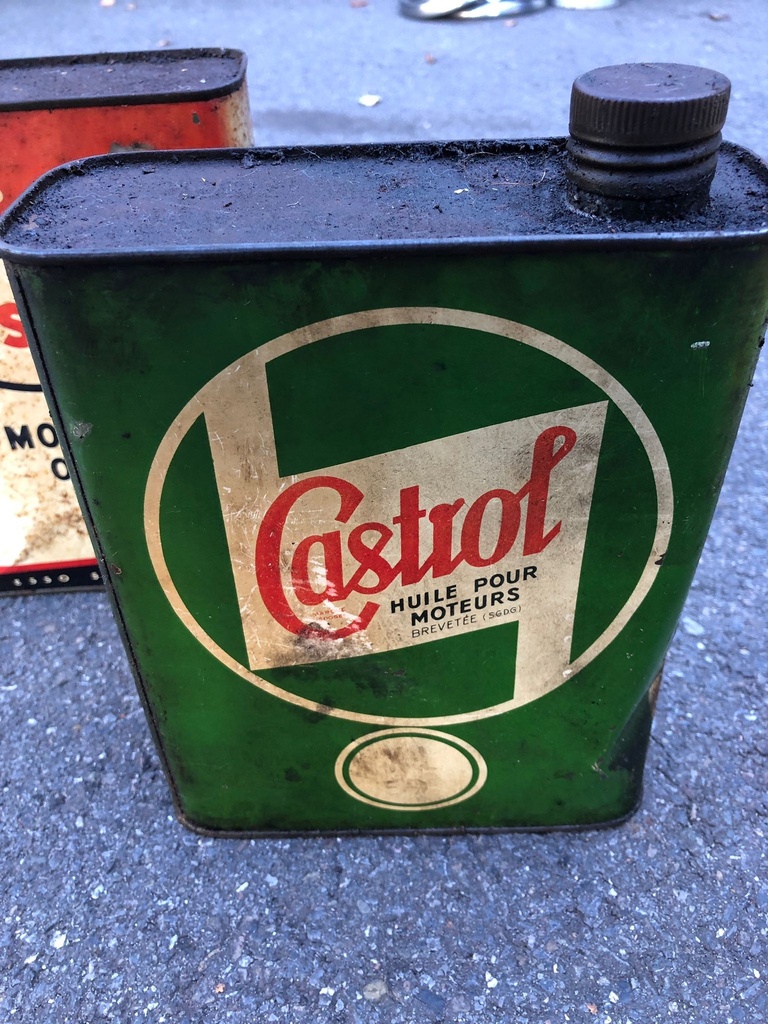 Castrol
HUILE POUR
MOTEURS
BREVETÉE (SGDG)
S
MO
O